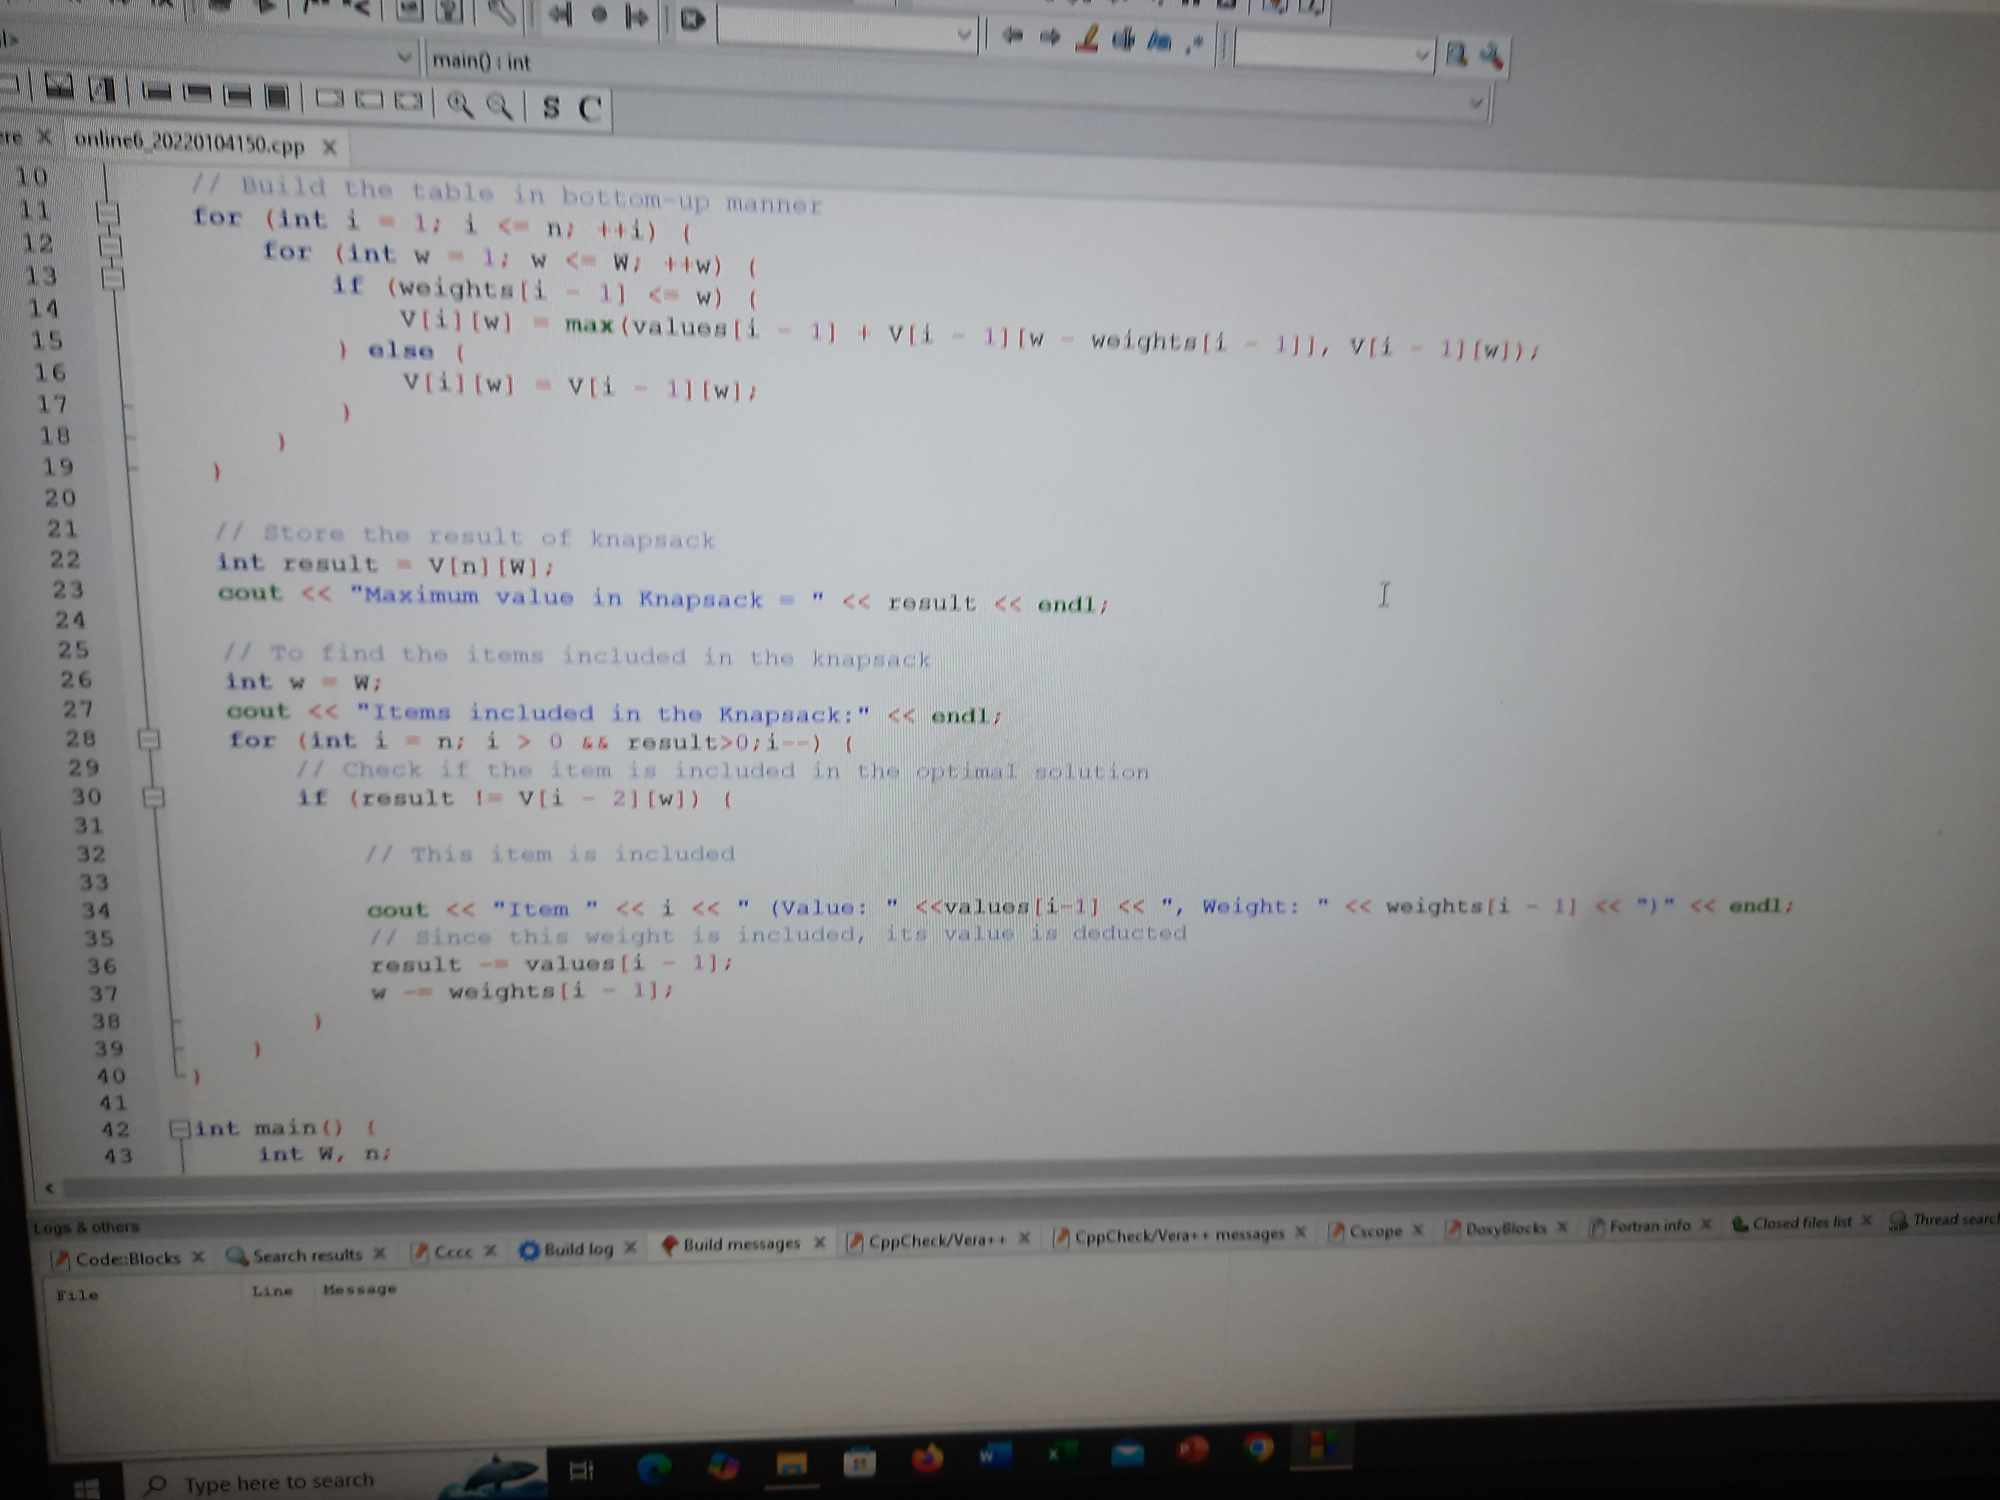 main() : int
S C
online6_20220104150.cpp
10 // Build the table in bottom-up manner
11 for (int i = 1; i <= n; ++i) {
12 for (int w = 1; w <= W; ++w) {
13 if (weights[i - 1] <= w) {
14 V[i][w] = max(values[i - 1] + V[i - 1][w - weights[i - 1]], V[i - 1][w]);
15 } else {
16 V[i][w] = V[i - 1][w];
17 }
18 }
19 }
20
21 // Store the result of knapsack
22 int result = V[n][W];
23 cout << "Maximum value in Knapsack = " << result << endl;
24
25 // To find the items included in the knapsack
26 int w = W;
27 cout << "Items included in the Knapsack:" << endl;
28 for (int i = n; i > 0 && result>0;i--) {
29 // Check if the item is included in the optimal solution
30 if (result != V[i - 2][w]) {
31
32 // This item is included
33
34 cout << "Item " << i << " (Value: " <<values[i-1] << ", Weight: " << weights[i - 1] << ")" << endl;
35 // Since this weight is included, its value is deducted
36 result -= values[i - 1];
37 w -= weights[i - 1];
38 }
39 }
40 }
41
42 int main() {
43 int W, n;
Logs & others
Code::Blocks Search results Cccc Build log Build messages CppCheck/Vera++ CppCheck/Vera++ messages Cscope DoxyBlocks Fortran info Closed files list Thread search
File Line Message
Type here to search